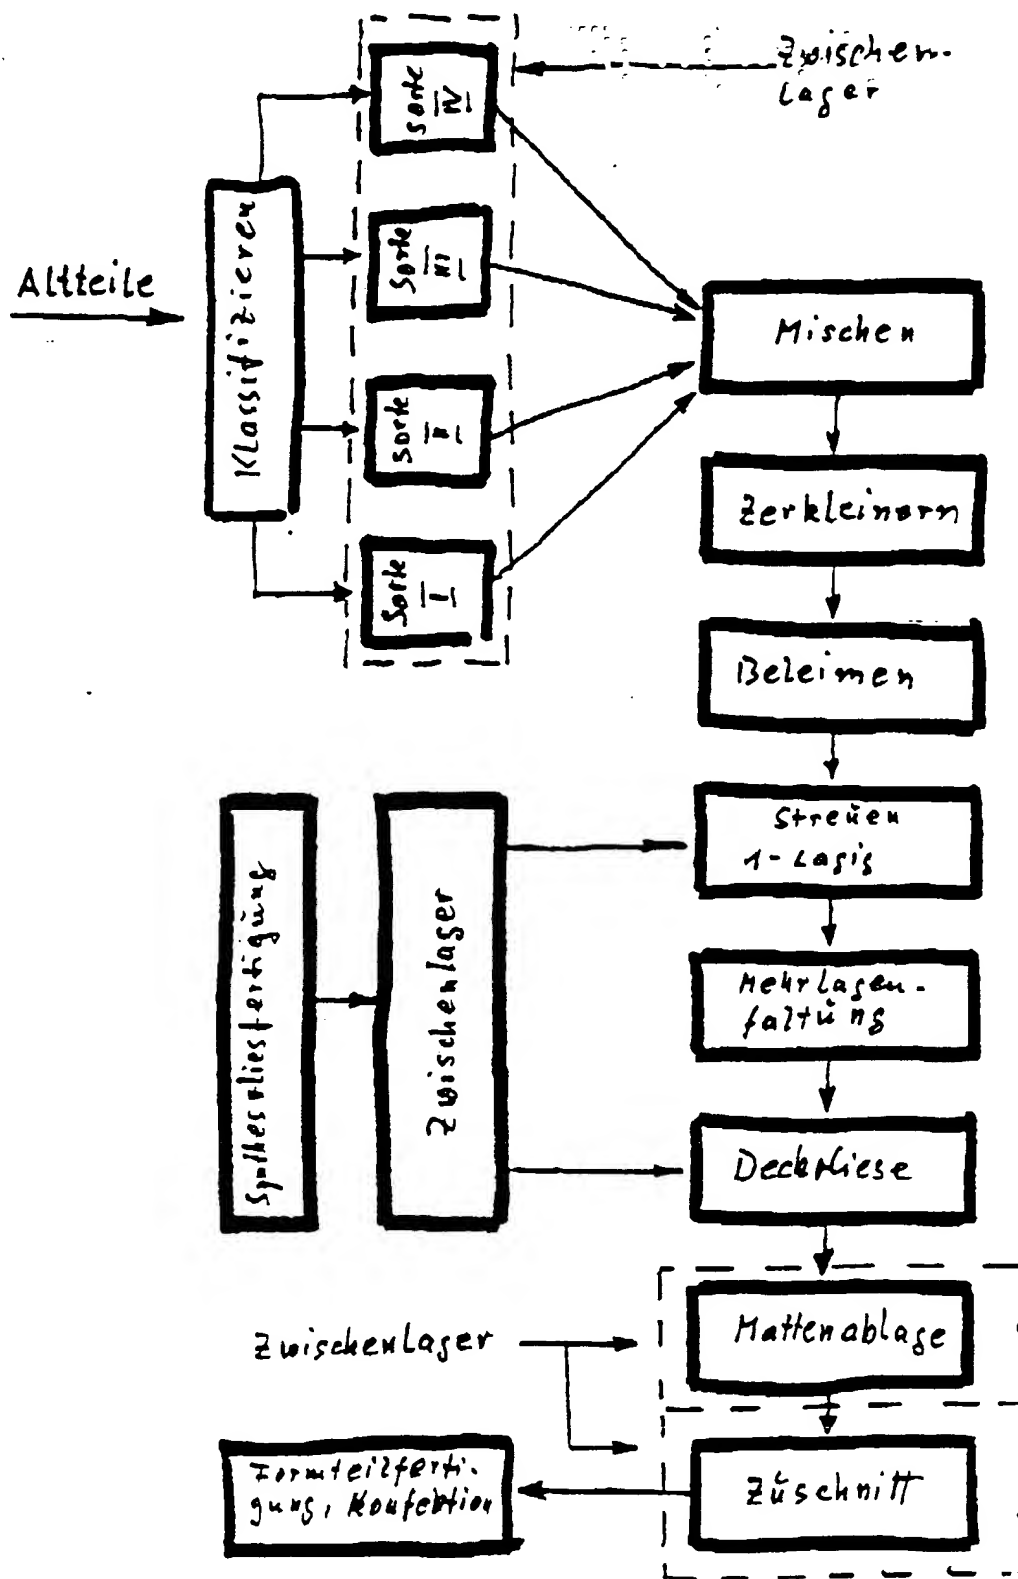 Zwischen-
Lager
Sorte
IV
Sorte
III
Sorte
II
Sorte
I
Klassifizieren
Altteile
Mischen
Zerkleinern
Beleimen
Streuen
1-Lagig
Mehrlagen-
faltung
Deckvliese
Synthesevliesfertigung
Zwischenlager
Mattenablage
Zwischenlager
Zuschnitt
Formteilferti-
gung, Konfektion